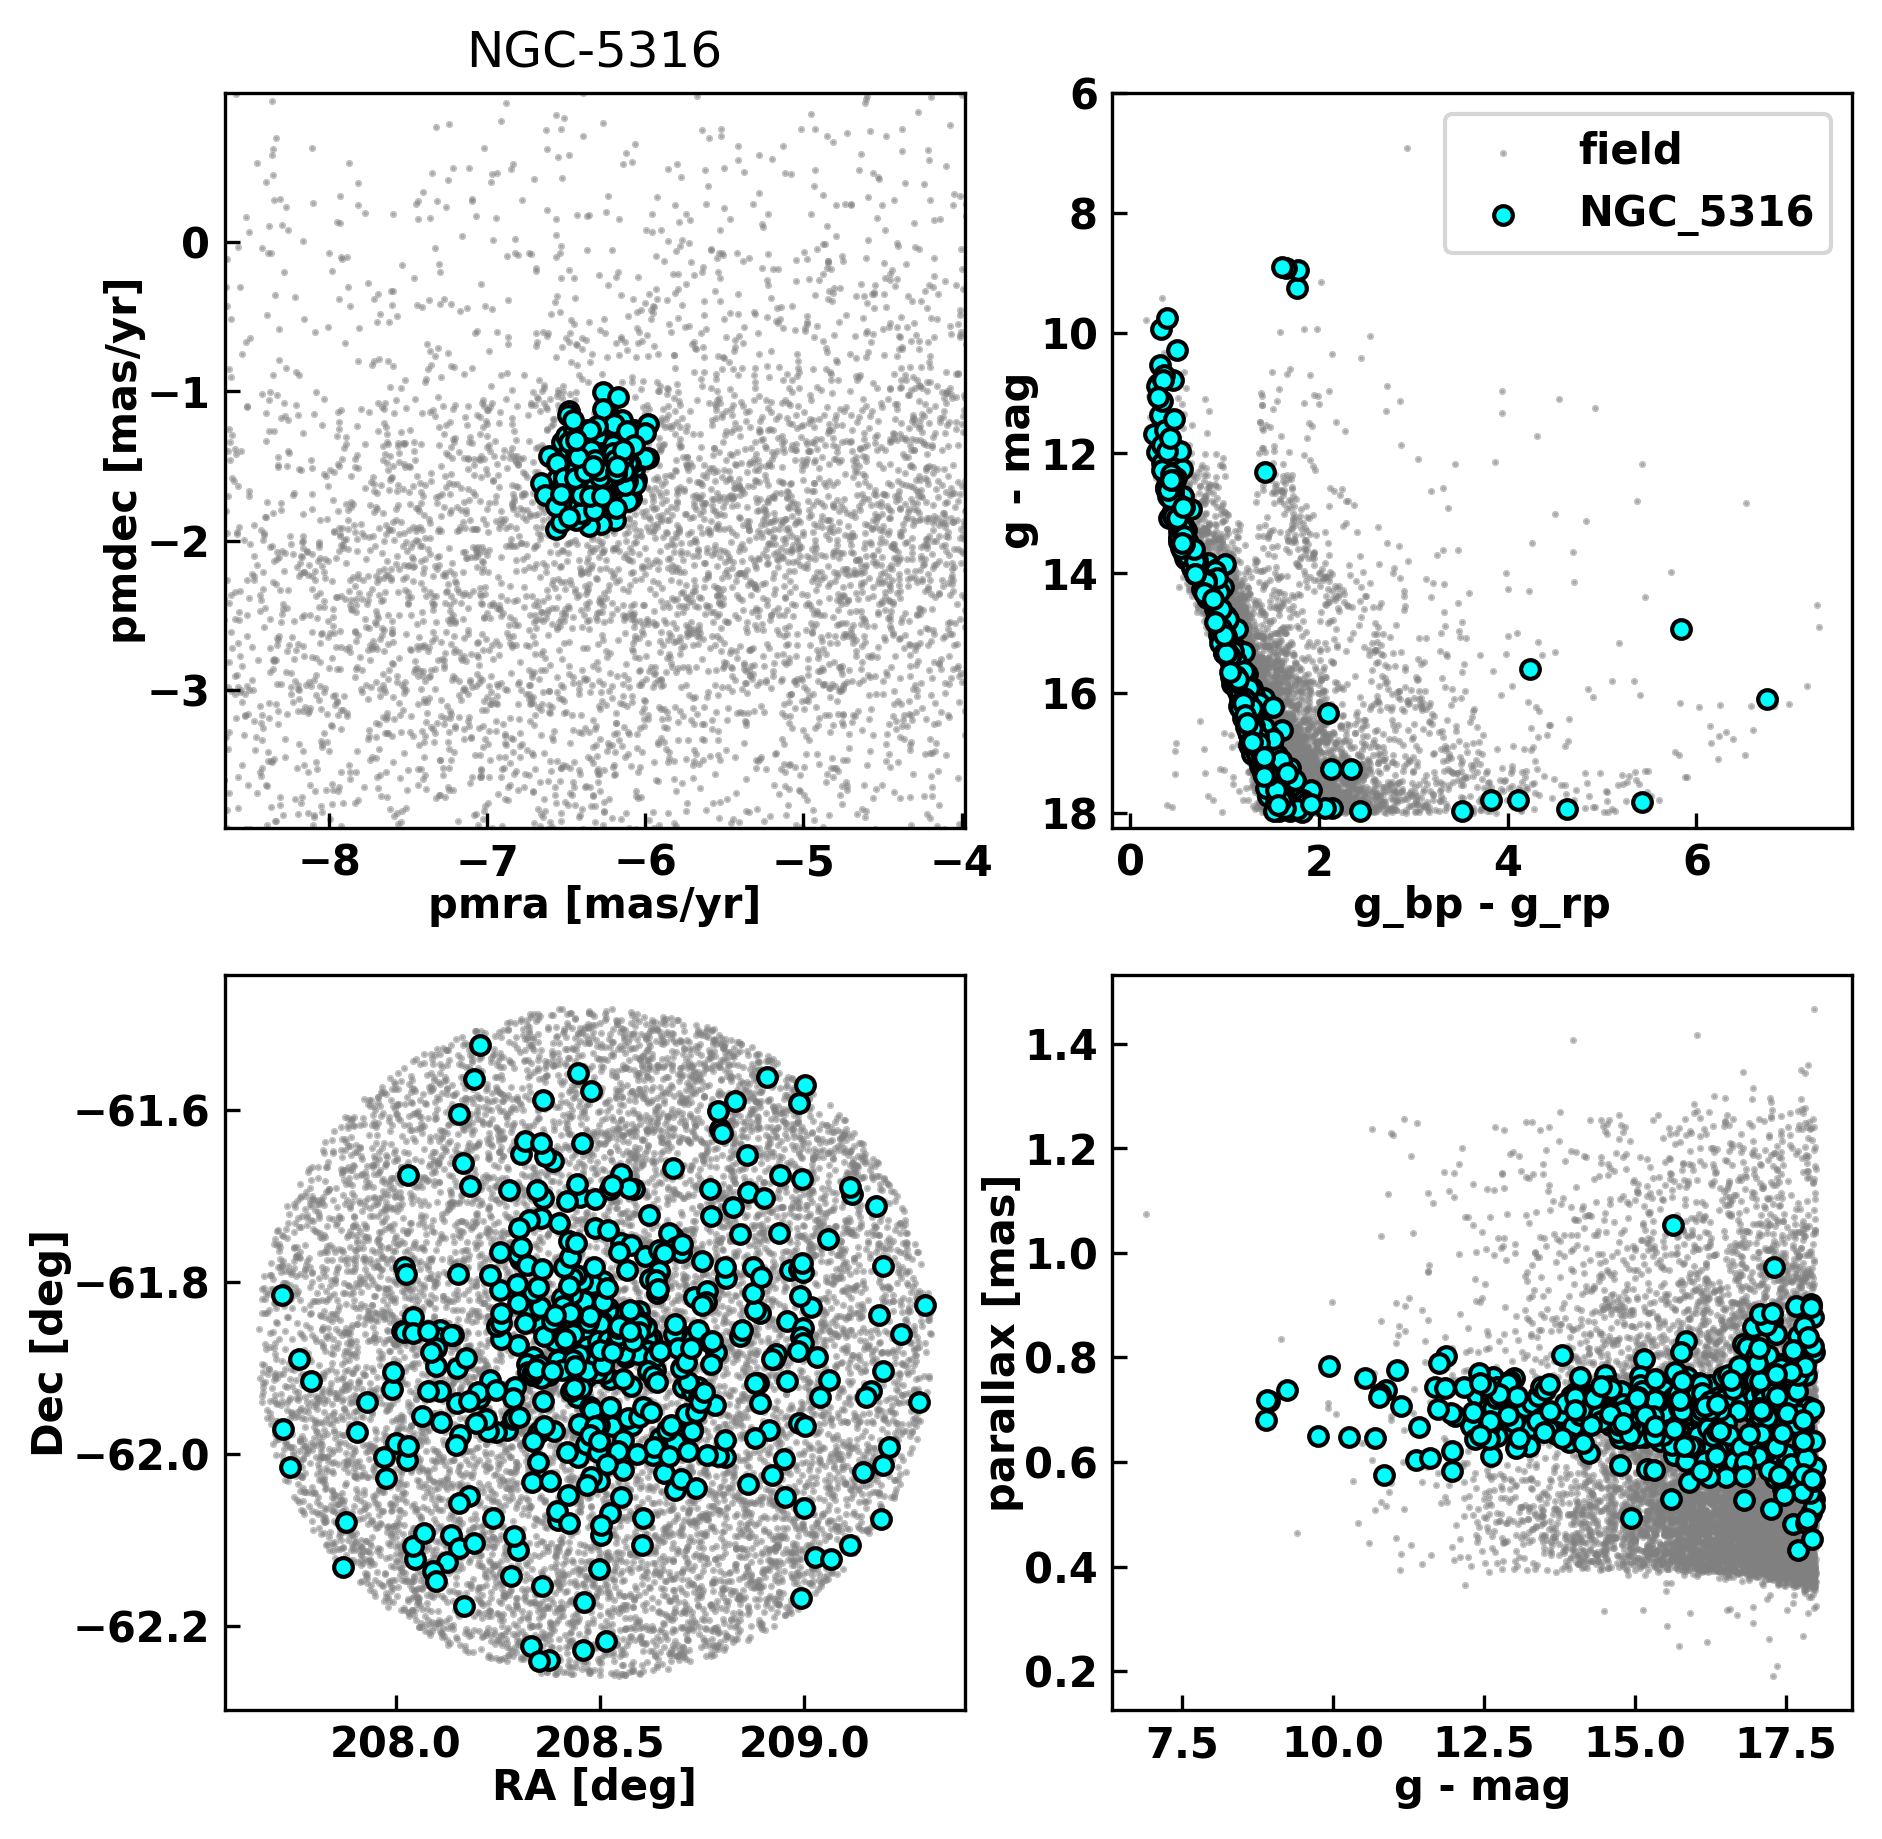 NGC-5316
pmdec [mas/yr]
0
−1
−2
−3
−8 −7 −6 −5 −4
pmra [mas/yr]
g - mag
6
8
10
12
14
16
18
field
NGC_5316
0 2 4 6
g_bp - g_rp
Dec [deg]
−61.6
−61.8
−62.0
−62.2
208.0 208.5 209.0
RA [deg]
parallax [mas]
1.4
1.2
1.0
0.8
0.6
0.4
0.2
7.5 10.0 12.5 15.0 17.5
g - mag